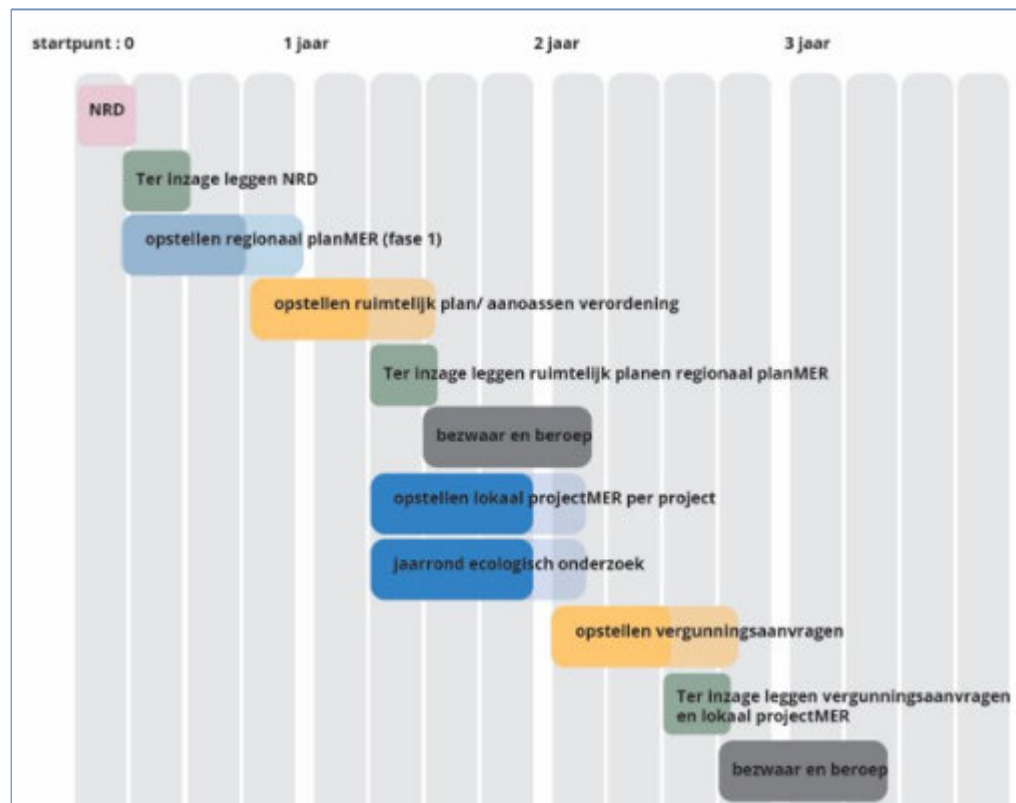 startpunt : 0
1 jaar
2 jaar
3 jaar
NRD
Ter inzage leggen NRD
opstellen regionaal planMER (fase 1)
opstellen ruimtelijk plan/ aanoassen verordening
Ter inzage leggen ruimtelijk planen regionaal planMER
bezwaar en beroep
opstellen lokaal projectMER per project
jaarrond ecologisch onderzoek
opstellen vergunningsaanvragen
Ter inzage leggen vergunningsaanvragen
en lokaal projectMER
bezwaar en beroep